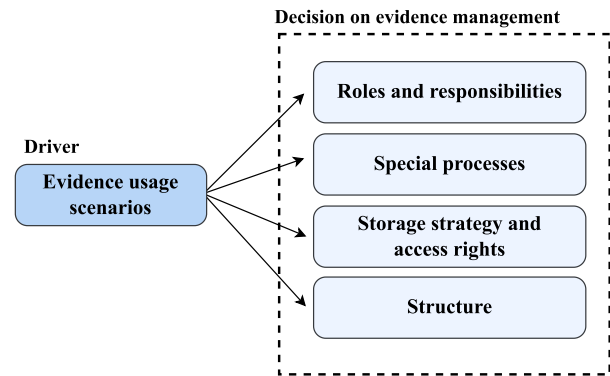 Decision on evidence management
Roles and responsibilities
Driver
Evidence usage
scenarios
Special processes
Storage strategy and
access rights
Structure